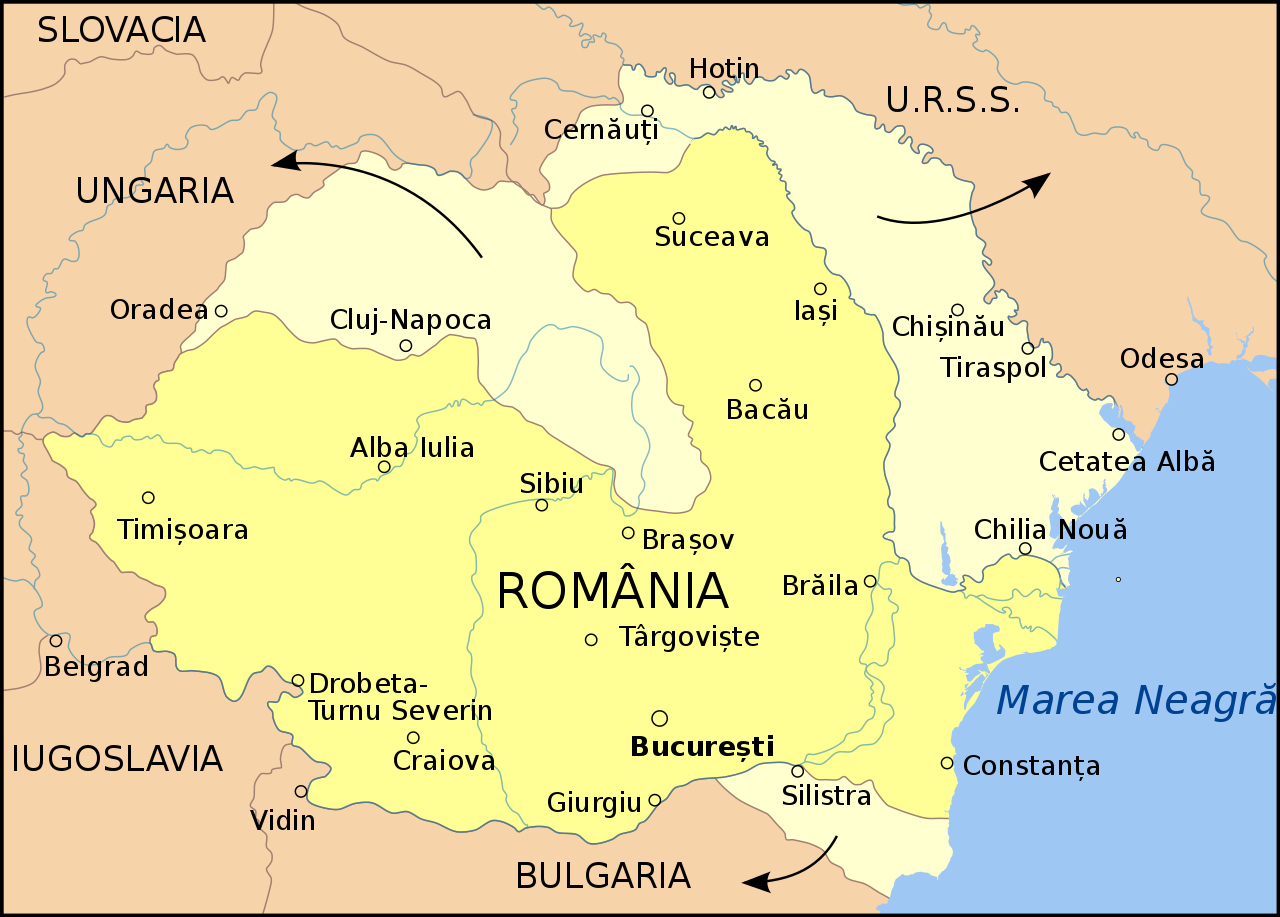 SLOVACIA
Hotin
U.R.S.S.
Cernăuți
UNGARIA
Suceava
Oradea
Cluj-Napoca
Iași
Chișinău
Tiraspol
Odesa
Bacău
Alba Iulia
Cetatea Albă
Sibiu
Timișoara
Brașov
Chilia Nouă
ROMÂNIA
Brăila
Târgoviște
Belgrad
Drobeta-
Turnu Severin
Marea Neagră
București
IUGOSLAVIA
Craiova
Constanța
Silistra
Giurgiu
Vidin
BULGARIA